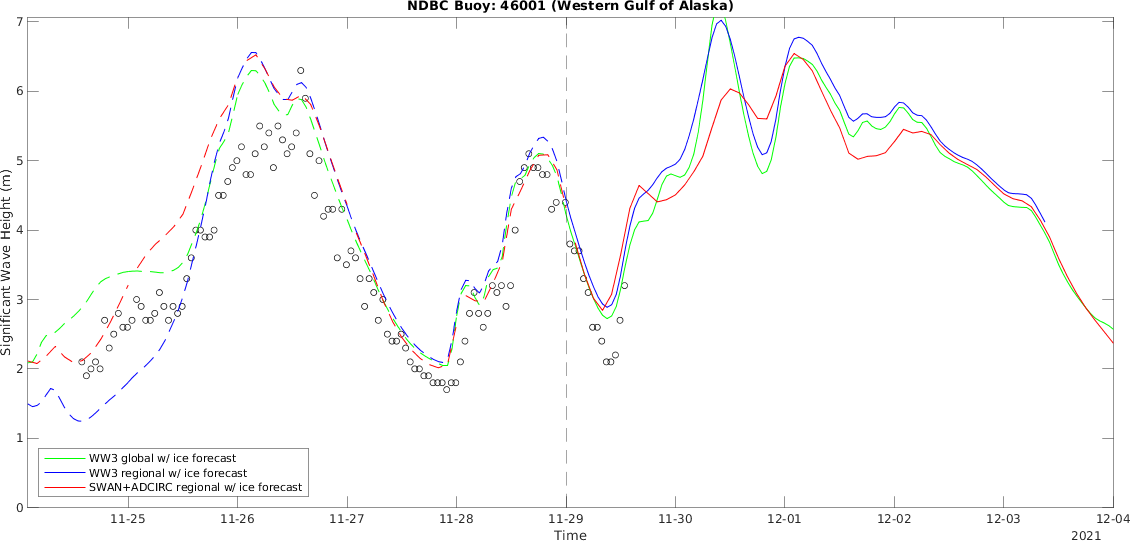 NDBC Buoy: 46001 (Western Gulf of Alaska)
7
6
5
4
3
2
1
0
Significant Wave Height (m)
WW3 global w/ ice forecast
WW3 regional w/ ice forecast
SWAN+ADCIRC regional w/ ice forecast
11-25 11-26 11-27 11-28 11-29 11-30 12-01 12-02 12-03 12-04
Time
2021